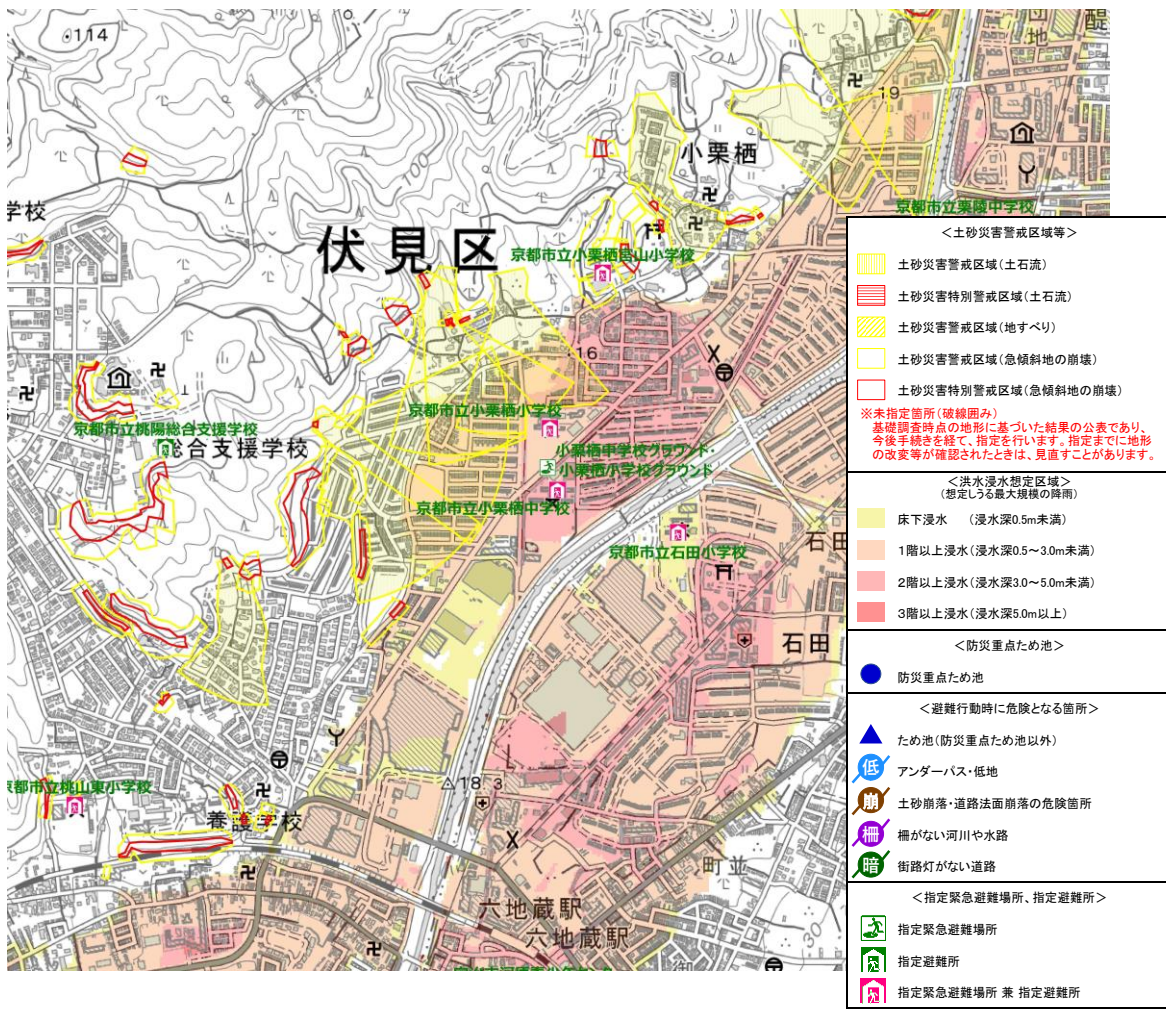 114
醍
団
地
19
小栗栖
京都市立栗陵中学校
学校
伏見区
京都市立小栗栖宮山小学校
16
京都市立小栗栖小学校
京都市立桃陽総合支援学校
総合支援学校
小栗栖中学校グラウンド・
小栗栖小学校グラウンド
京都市立小栗栖中学校
京都市立石田小学校
石田
石田
18.3
京都市立桃山東小学校
養護学校
町並
六地蔵駅
六地蔵駅
御
<土砂災害警戒区域等>
土砂災害警戒区域(土石流)
土砂災害特別警戒区域(土石流)
土砂災害警戒区域(地すべり)
土砂災害警戒区域(急傾斜地の崩壊)
土砂災害特別警戒区域(急傾斜地の崩壊)
※未指定箇所(破線囲み)
基礎調査時点の地形に基づいた結果の公表であり、
今後手続きを経て、指定を行います。指定までに地形
の改変等が確認されたときは、見直すことがあります。
<洪水浸水想定区域>
(想定しうる最大規模の降雨)
床下浸水 (浸水深0.5m未満)
1階以上浸水(浸水深0.5~3.0m未満)
2階以上浸水(浸水深3.0~5.0m未満)
3階以上浸水(浸水深5.0m以上)
<防災重点ため池>
防災重点ため池
<避難行動時に危険となる箇所>
ため池(防災重点ため池以外)
低 アンダーパス・低地
崩 土砂崩落・道路法面崩落の危険箇所
柵 柵がない河川や水路
暗 街路灯がない道路
<指定緊急避難場所、指定避難所>
指定緊急避難場所
指定避難所
指定緊急避難場所 兼 指定避難所